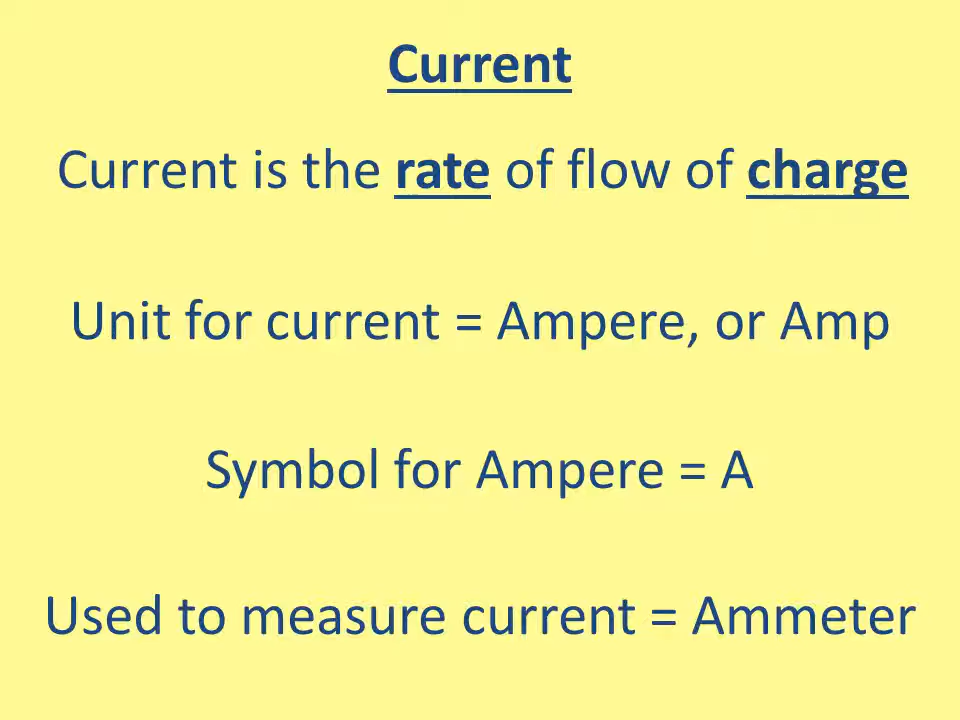 Current
Current is the rate of flow of charge
Unit for current = Ampere, or Amp
Symbol for Ampere = A
Used to measure current = Ammeter